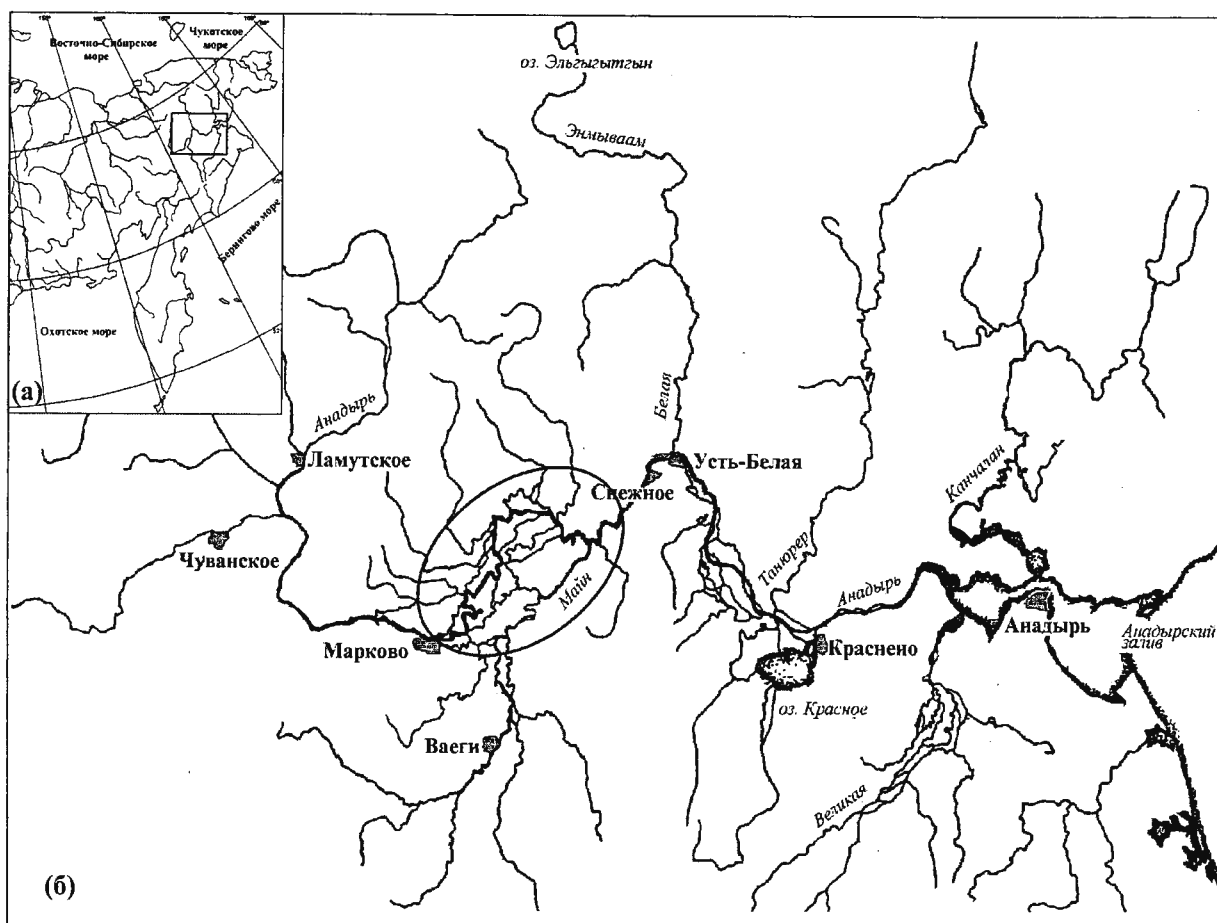 Восточно-Сибирское
море
Чукотское
море
Берингово море
Охотское море
(а)
оз. Эльгыгытгын
Энмываам
Белая
Анадырь
Ламутское
Усть-Белая
Снежное
Канчалан
Чуванское
Танюрер
Майн
Анадырь
Марково
Краснено
Анадырь
Анадырский
залив
оз. Красное
Ваеги
Великая
(б)